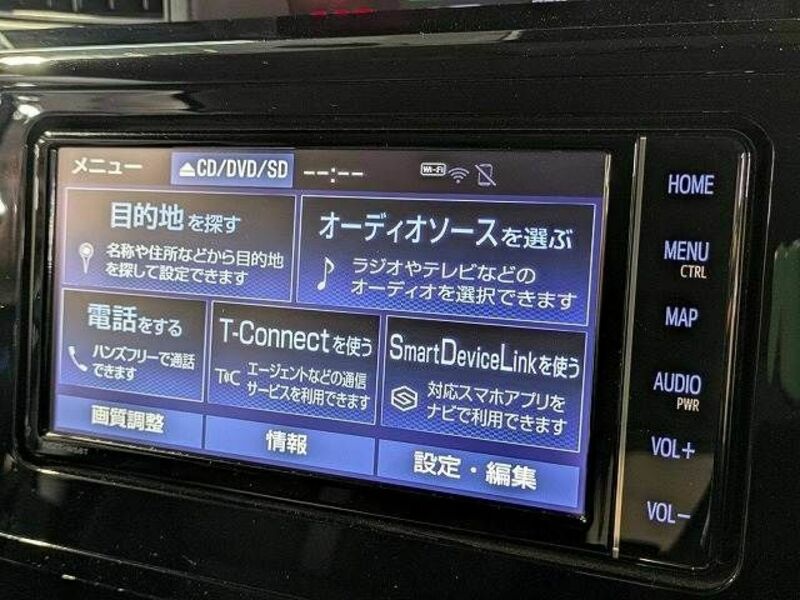 メニュー
CD/DVD/SD
--:--
Wi-Fi
目的地を探す
名称や住所などから目的地
を探して設定できます
オーディオソースを選ぶ
ラジオやテレビなどの
オーディオを選択できます
電話をする
ハンズフリーで通話
できます
T-Connectを使う
TC
エージェントなどの通信
サービスを利用できます
SmartDeviceLinkを使う
対応スマホアプリを
ナビで利用できます
画質調整
情報
設定・編集
HOME
MENU
CTRL
MAP
AUDIO
PWR
VOL+
VOL−